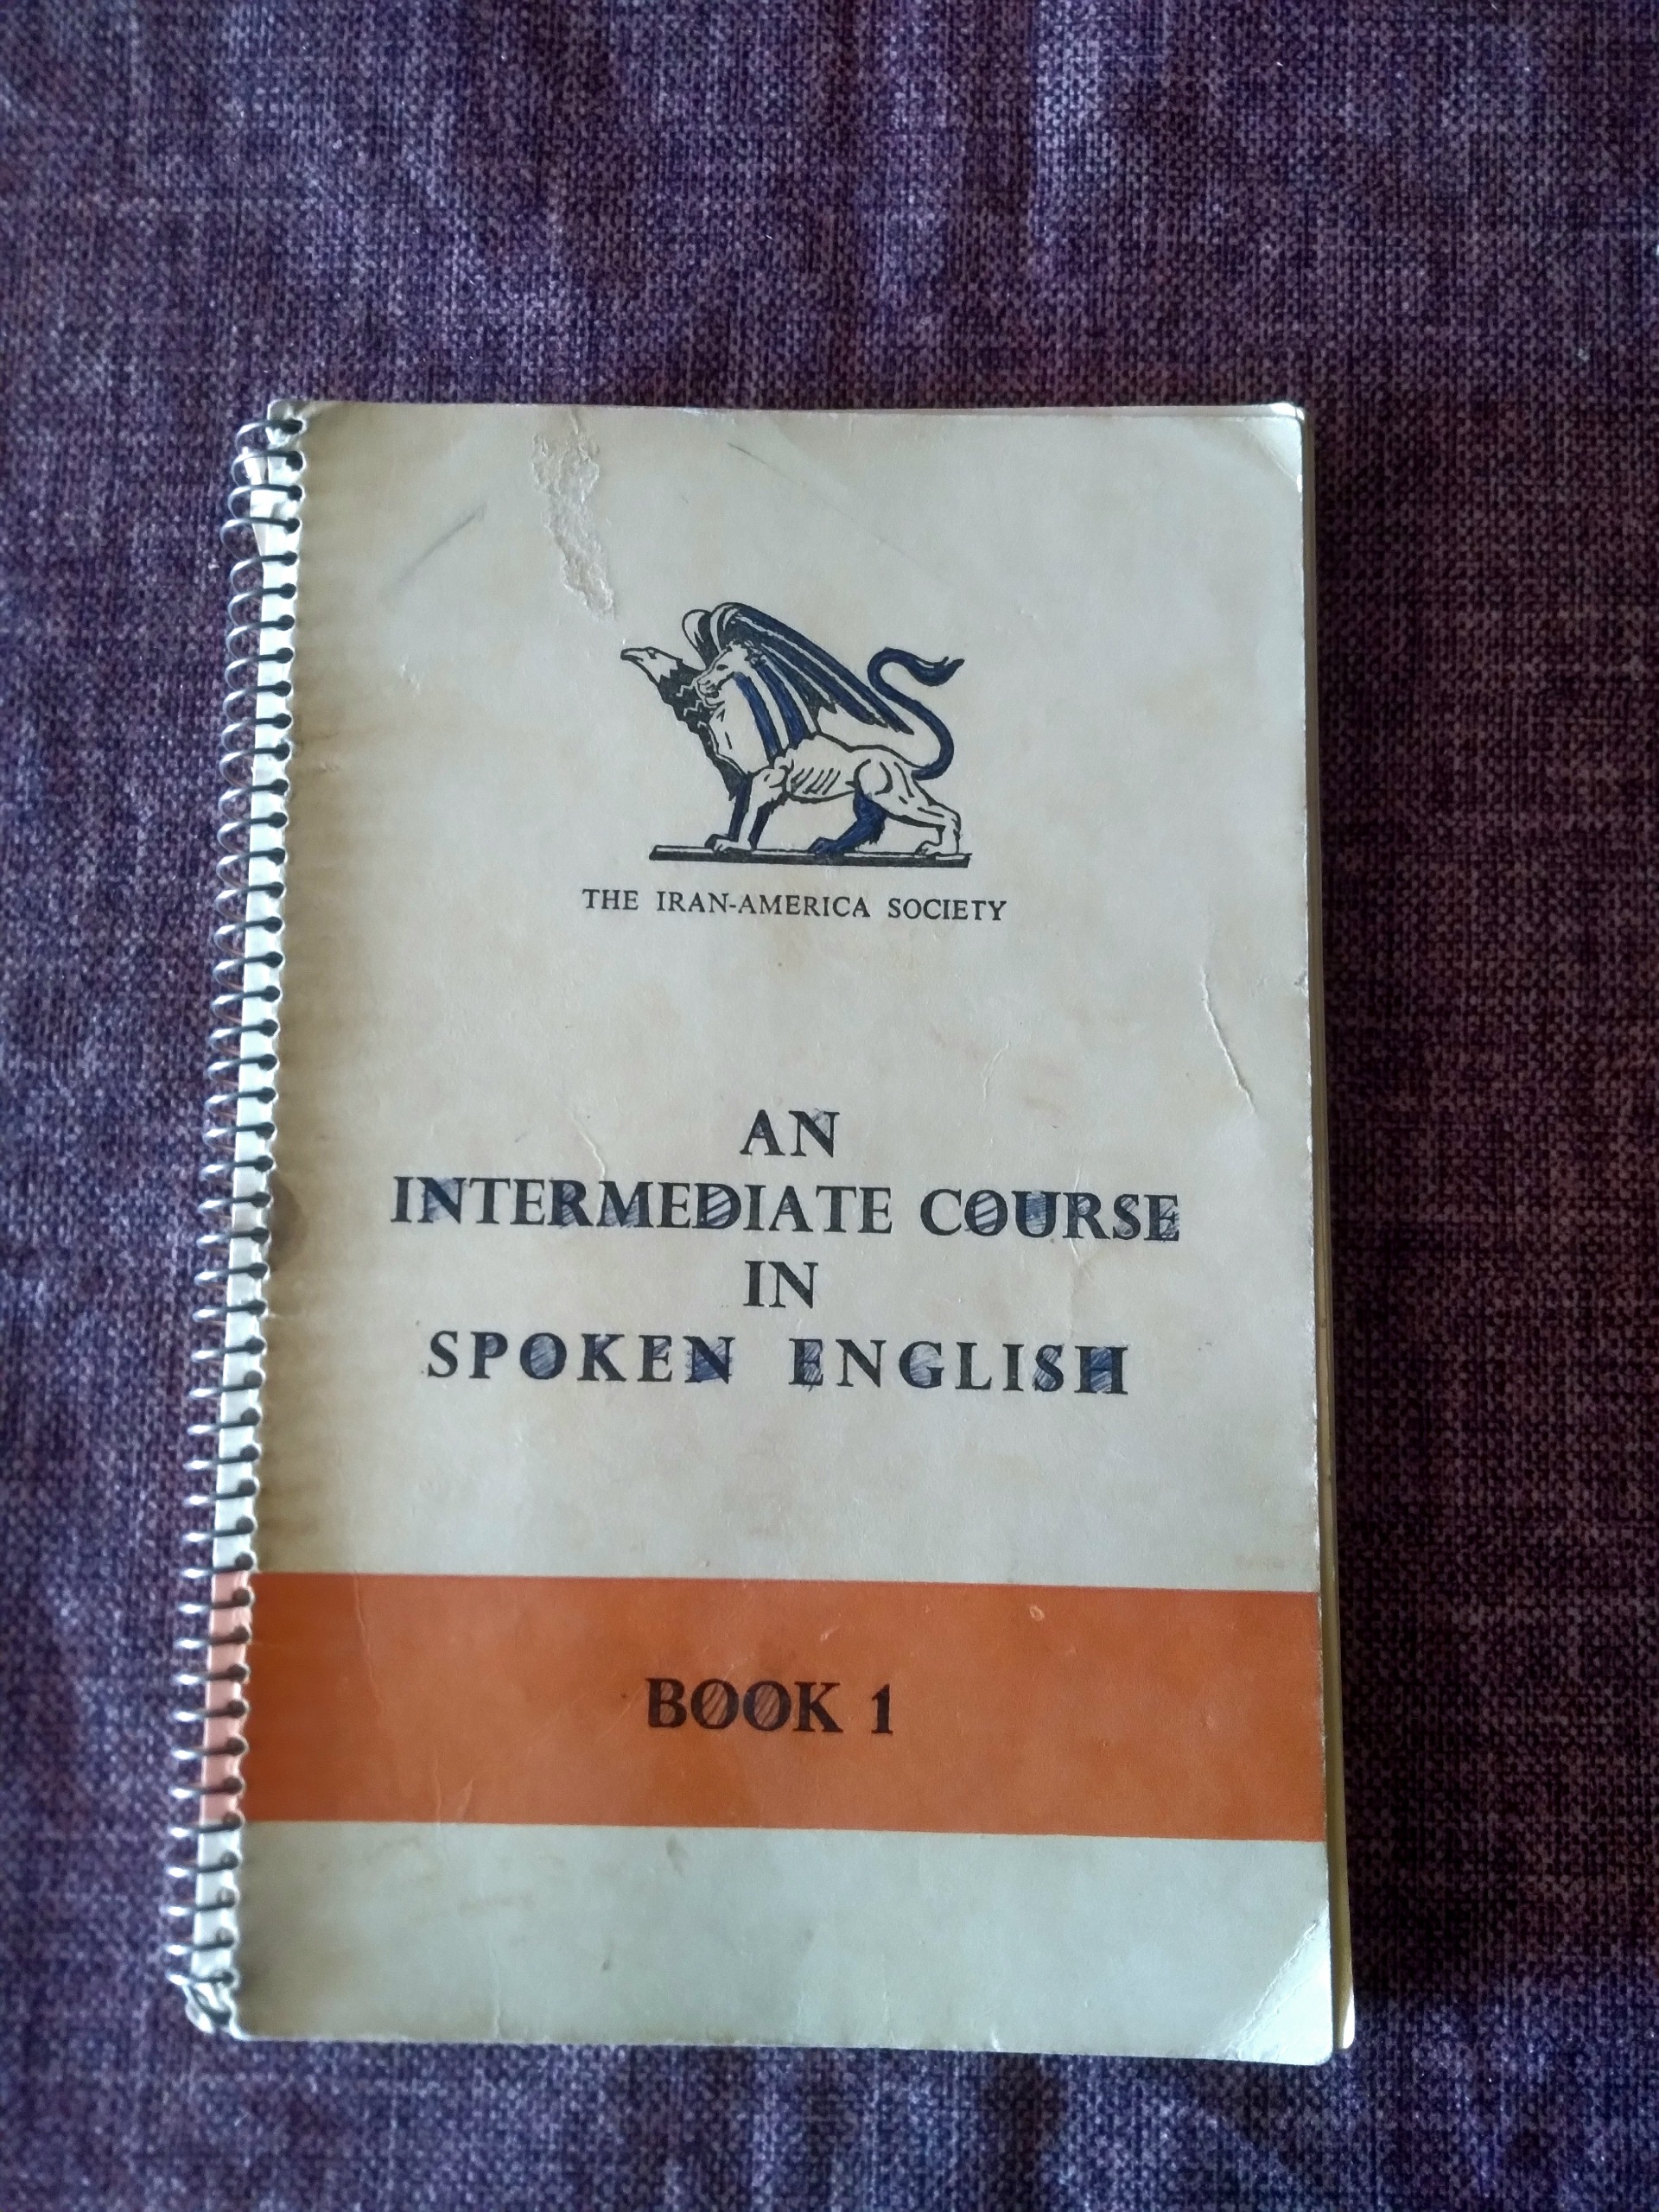 THE IRAN-AMERICA SOCIETY
AN
INTERMEDIATE COURSE
IN
SPOKEN ENGLISH
BOOK 1